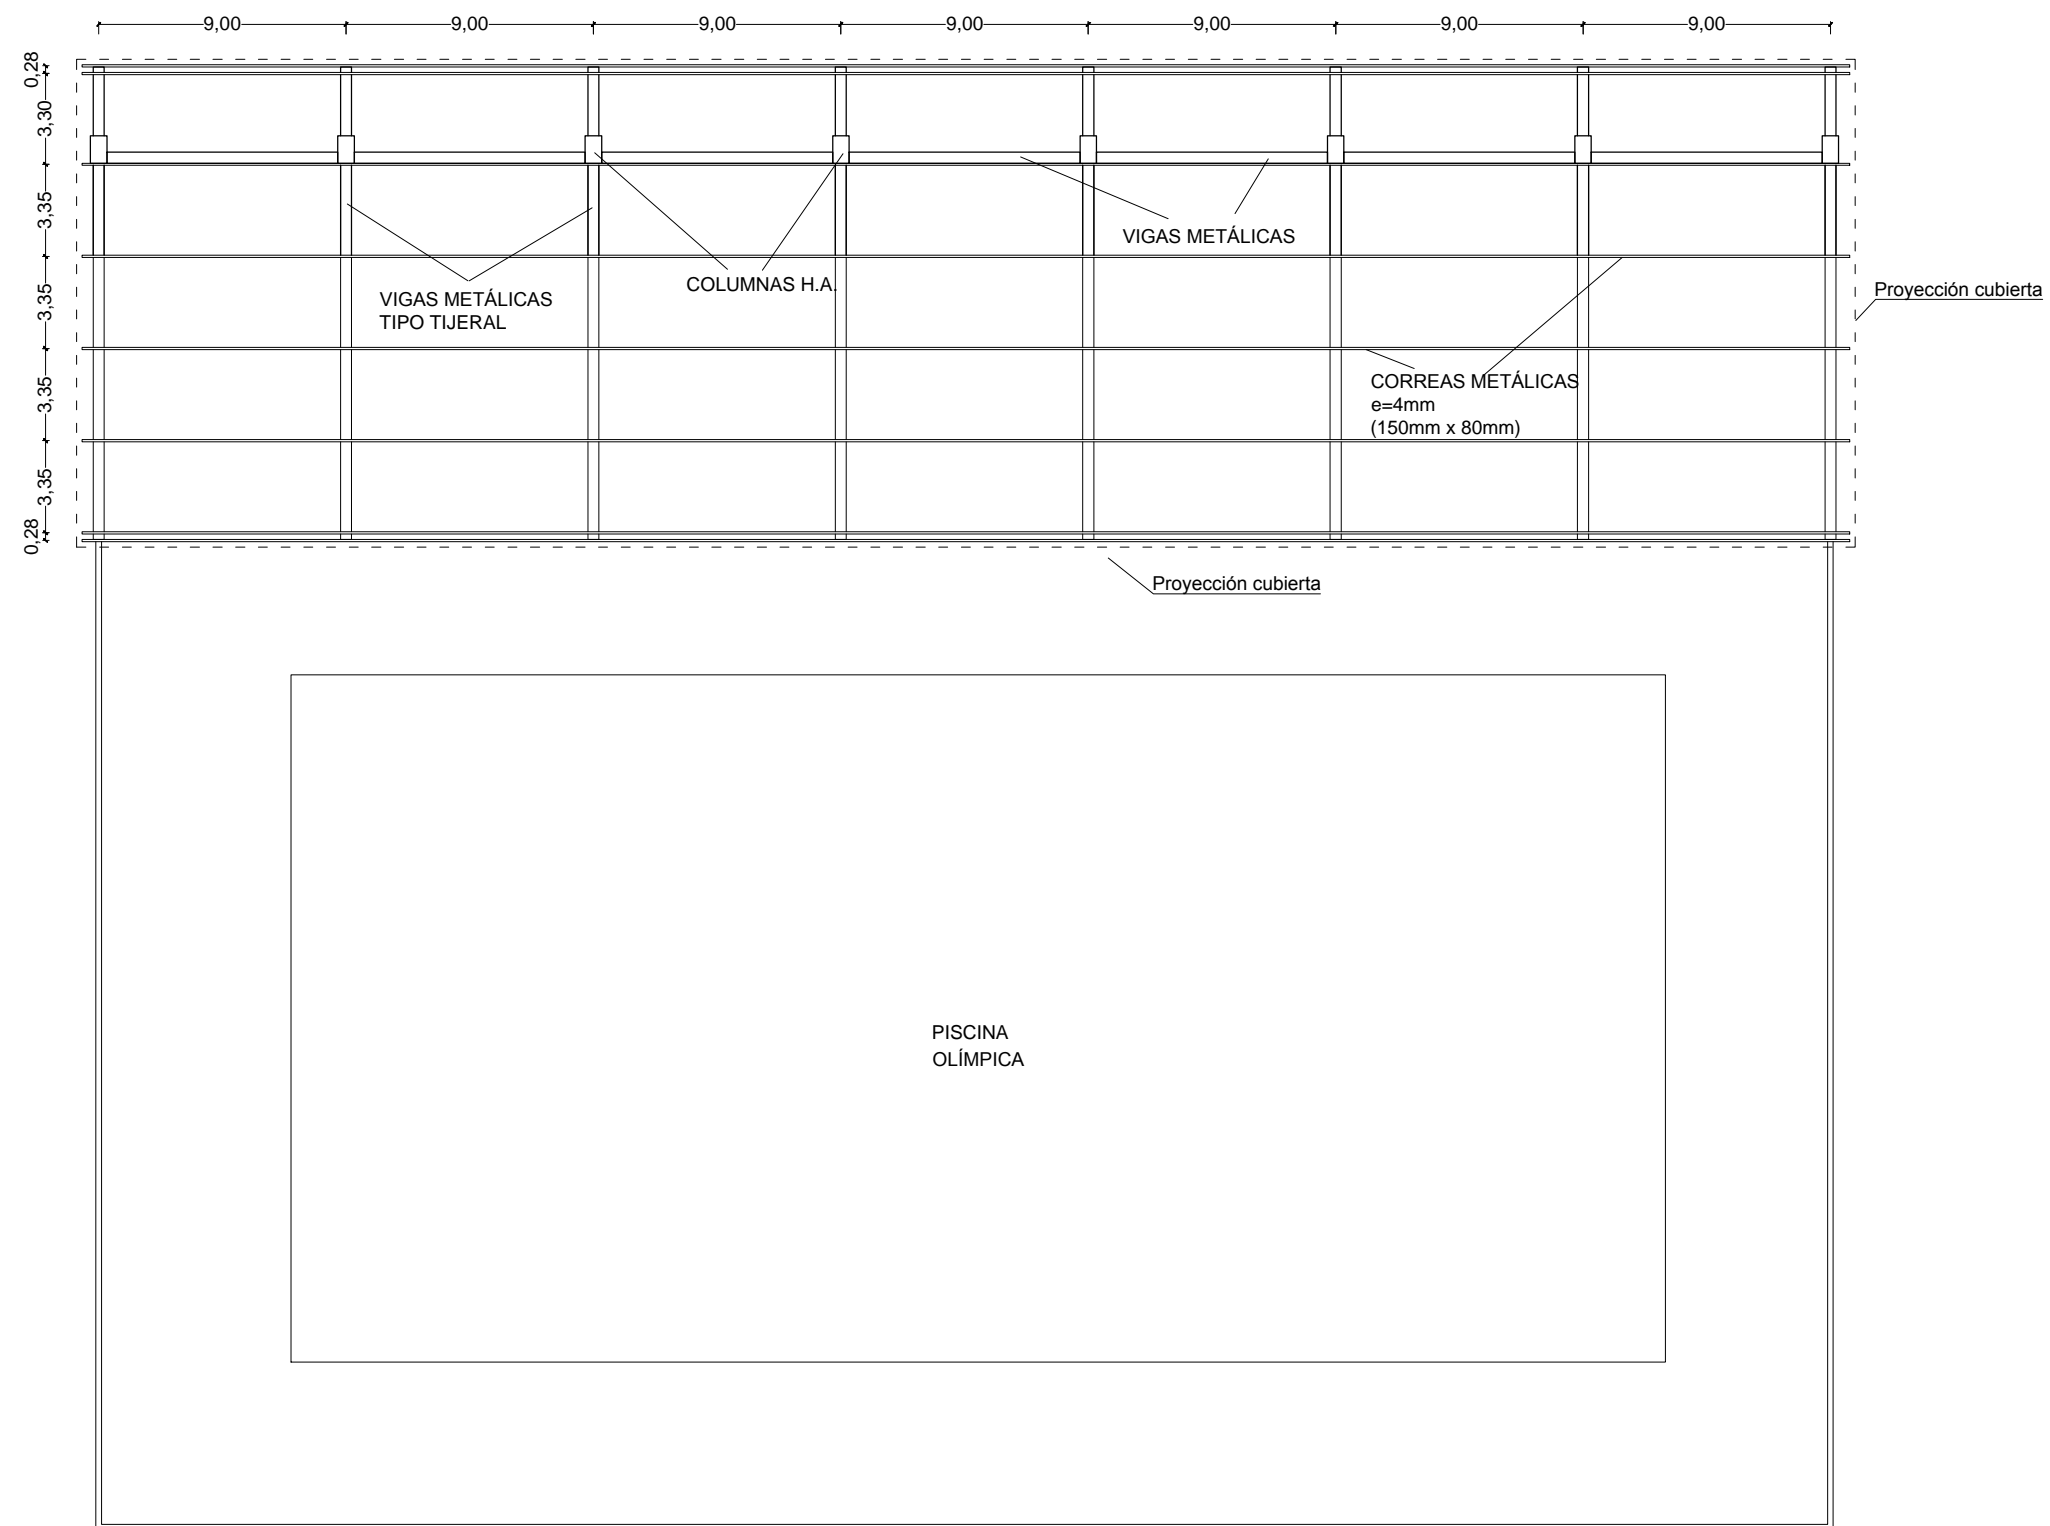 9,00 9,00 9,00 9,00 9,00 9,00 9,00
0,28
3,30
3,35
3,35
3,35
3,35
0,28
VIGAS METÁLICAS
COLUMNAS H.A.
VIGAS METÁLICAS
TIPO TIJERAL
Proyección cubierta
CORREAS METÁLICAS
e=4mm
(150mm x 80mm)
Proyección cubierta
PISCINA
OLÍMPICA